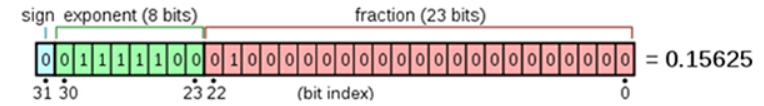 sign exponent (8 bits) fraction (23 bits)
0 0 1 1 1 1 1 0 0 0 1 0 0 0 0 0 0 0 0 0 0 0 0 0 0 0 0 0 0 0 0 0 = 0.15625
31 30 23 22 (bit index) 0